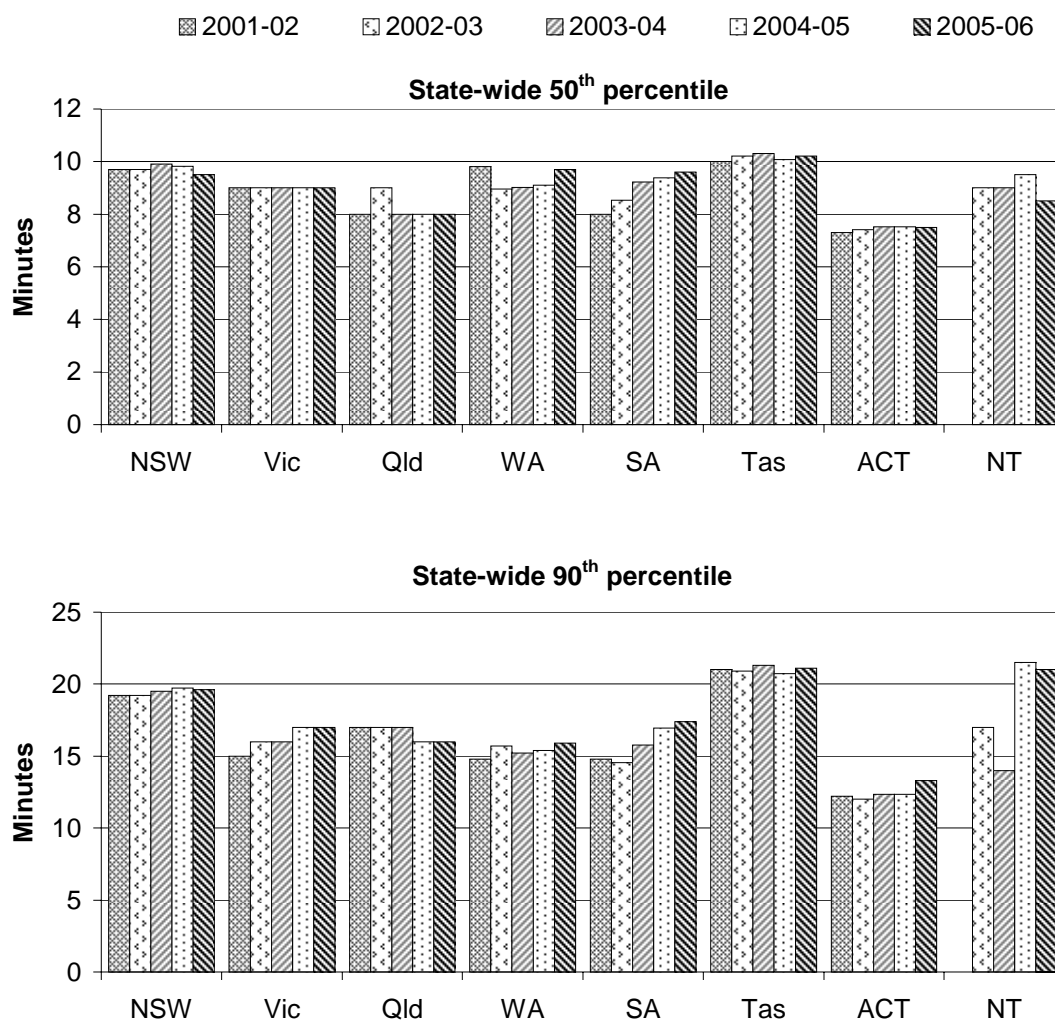 2001-02 2002-03 2003-04 2004-05 2005-06
State-wide 50th percentile
Minutes
12
10
8
6
4
2
0
NSW Vic Qld WA SA Tas ACT NT
State-wide 90th percentile
Minutes
25
20
15
10
5
0
NSW Vic Qld WA SA Tas ACT NT